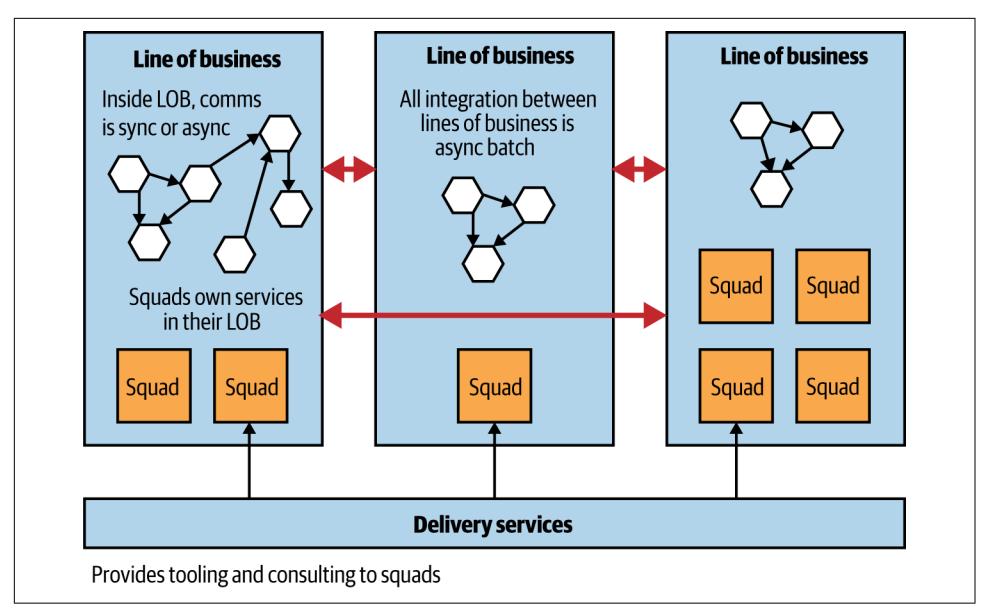 Line of business
Inside LOB, comms
is sync or async
Squads own services
in their LOB
Squad
Squad
Line of business
All integration between
lines of business is
async batch
Squad
Line of business
Squad
Squad
Squad
Squad
Delivery services
Provides tooling and consulting to squads